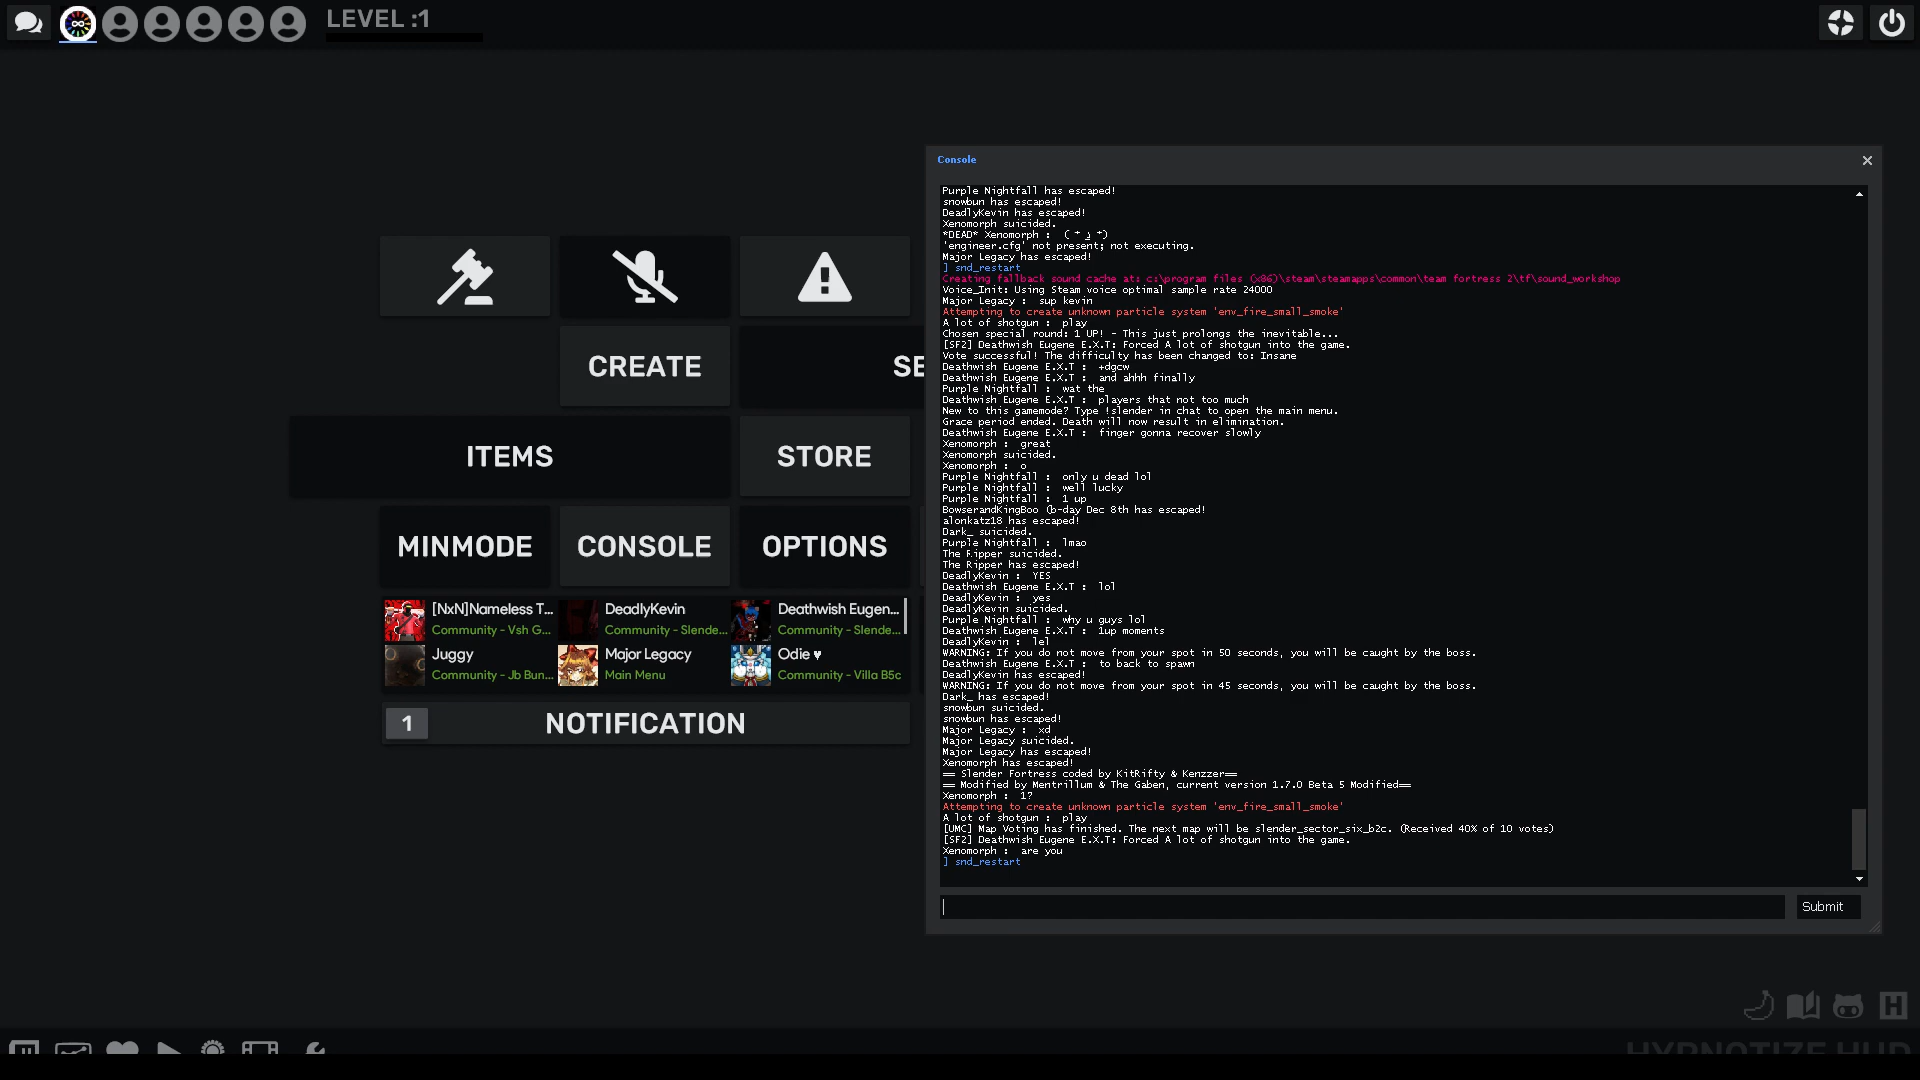 LEVEL :1
CREATE
SE
ITEMS
STORE
MINMODE
CONSOLE
OPTIONS
[NxN]Nameless T...
Community - Vsh G...
DeadlyKevin
Community - Slende...
Deathwish Eugen...
Community - Slende...
Juggy
Community - Jb Bun...
Major Legacy
Main Menu
Odie ♥
Community - Villa B5c
1
NOTIFICATION
Console
Purple Nightfall has escaped!
snowbun has escaped!
DeadlyKevin has escaped!
Xenomorph suicided.
*DEAD* Xenomorph :
'engineer.cfg' not present; not executing.
Major Legacy has escaped!
] snd_restart
Creating fallback sound cache at: c:\program files (x86)\steam\steamapps\common\team fortress 2\tf\sound_workshop
Voice_Init: Using Steam voice optimal sample rate 24000
Major Legacy :  sup kevin
Attempting to create unknown particle system 'env_fire_small_smoke'
A lot of shotgun :  play
Chosen special round: 1 UP! - This just prolongs the inevitable...
[SF2] Deathwish Eugene E.X.T: Forced A lot of shotgun into the game.
Vote successful! The difficulty has been changed to: Insane
Deathwish Eugene E.X.T :  +dgcw
Deathwish Eugene E.X.T :  and ahhh finally
Purple Nightfall :  wat the
Deathwish Eugene E.X.T :  players that not too much
New to this gamemode? Type !slender in chat to open the main menu.
Grace period ended. Death will now result in elimination.
Deathwish Eugene E.X.T :  finger gonna recover slowly
Xenomorph :  great
Xenomorph suicided.
Xenomorph :  o
Purple Nightfall :  only u dead lol
Purple Nightfall :  well lucky
Purple Nightfall :  1 up
BowserandKingBoo (b-day Dec 8th has escaped!
alonkatz18 has escaped!
Dark_ suicided.
Purple Nightfall :  lmao
The Ripper suicided.
The Ripper has escaped!
DeadlyKevin :  YES
Deathwish Eugene E.X.T :  lol
DeadlyKevin :  yes
DeadlyKevin suicided.
Purple Nightfall :  why u guys lol
Deathwish Eugene E.X.T :  1up moments
DeadlyKevin :  lel
WARNING: If you do not move from your spot in 50 seconds, you will be caught by the boss.
Deathwish Eugene E.X.T :  to back to spawn
DeadlyKevin has escaped!
WARNING: If you do not move from your spot in 45 seconds, you will be caught by the boss.
Dark_ has escaped!
snowbun suicided.
snowbun has escaped!
Major Legacy :  xd
Major Legacy suicided.
Major Legacy has escaped!
Xenomorph has escaped!
== Slender Fortress coded by KitRifty & Kenzzer==
== Modified by Mentrillum & The Gaben, current version 1.7.0 Beta 5 Modified==
Xenomorph :  1?
Attempting to create unknown particle system 'env_fire_small_smoke'
A lot of shotgun :  play
[UMC] Map Voting has finished. The next map will be slender_sector_six_b2c. (Received 40% of 10 votes)
[SF2] Deathwish Eugene E.X.T: Forced A lot of shotgun into the game.
Xenomorph :  are you
] snd_restart
Submit
HYPNOTIZE HUD